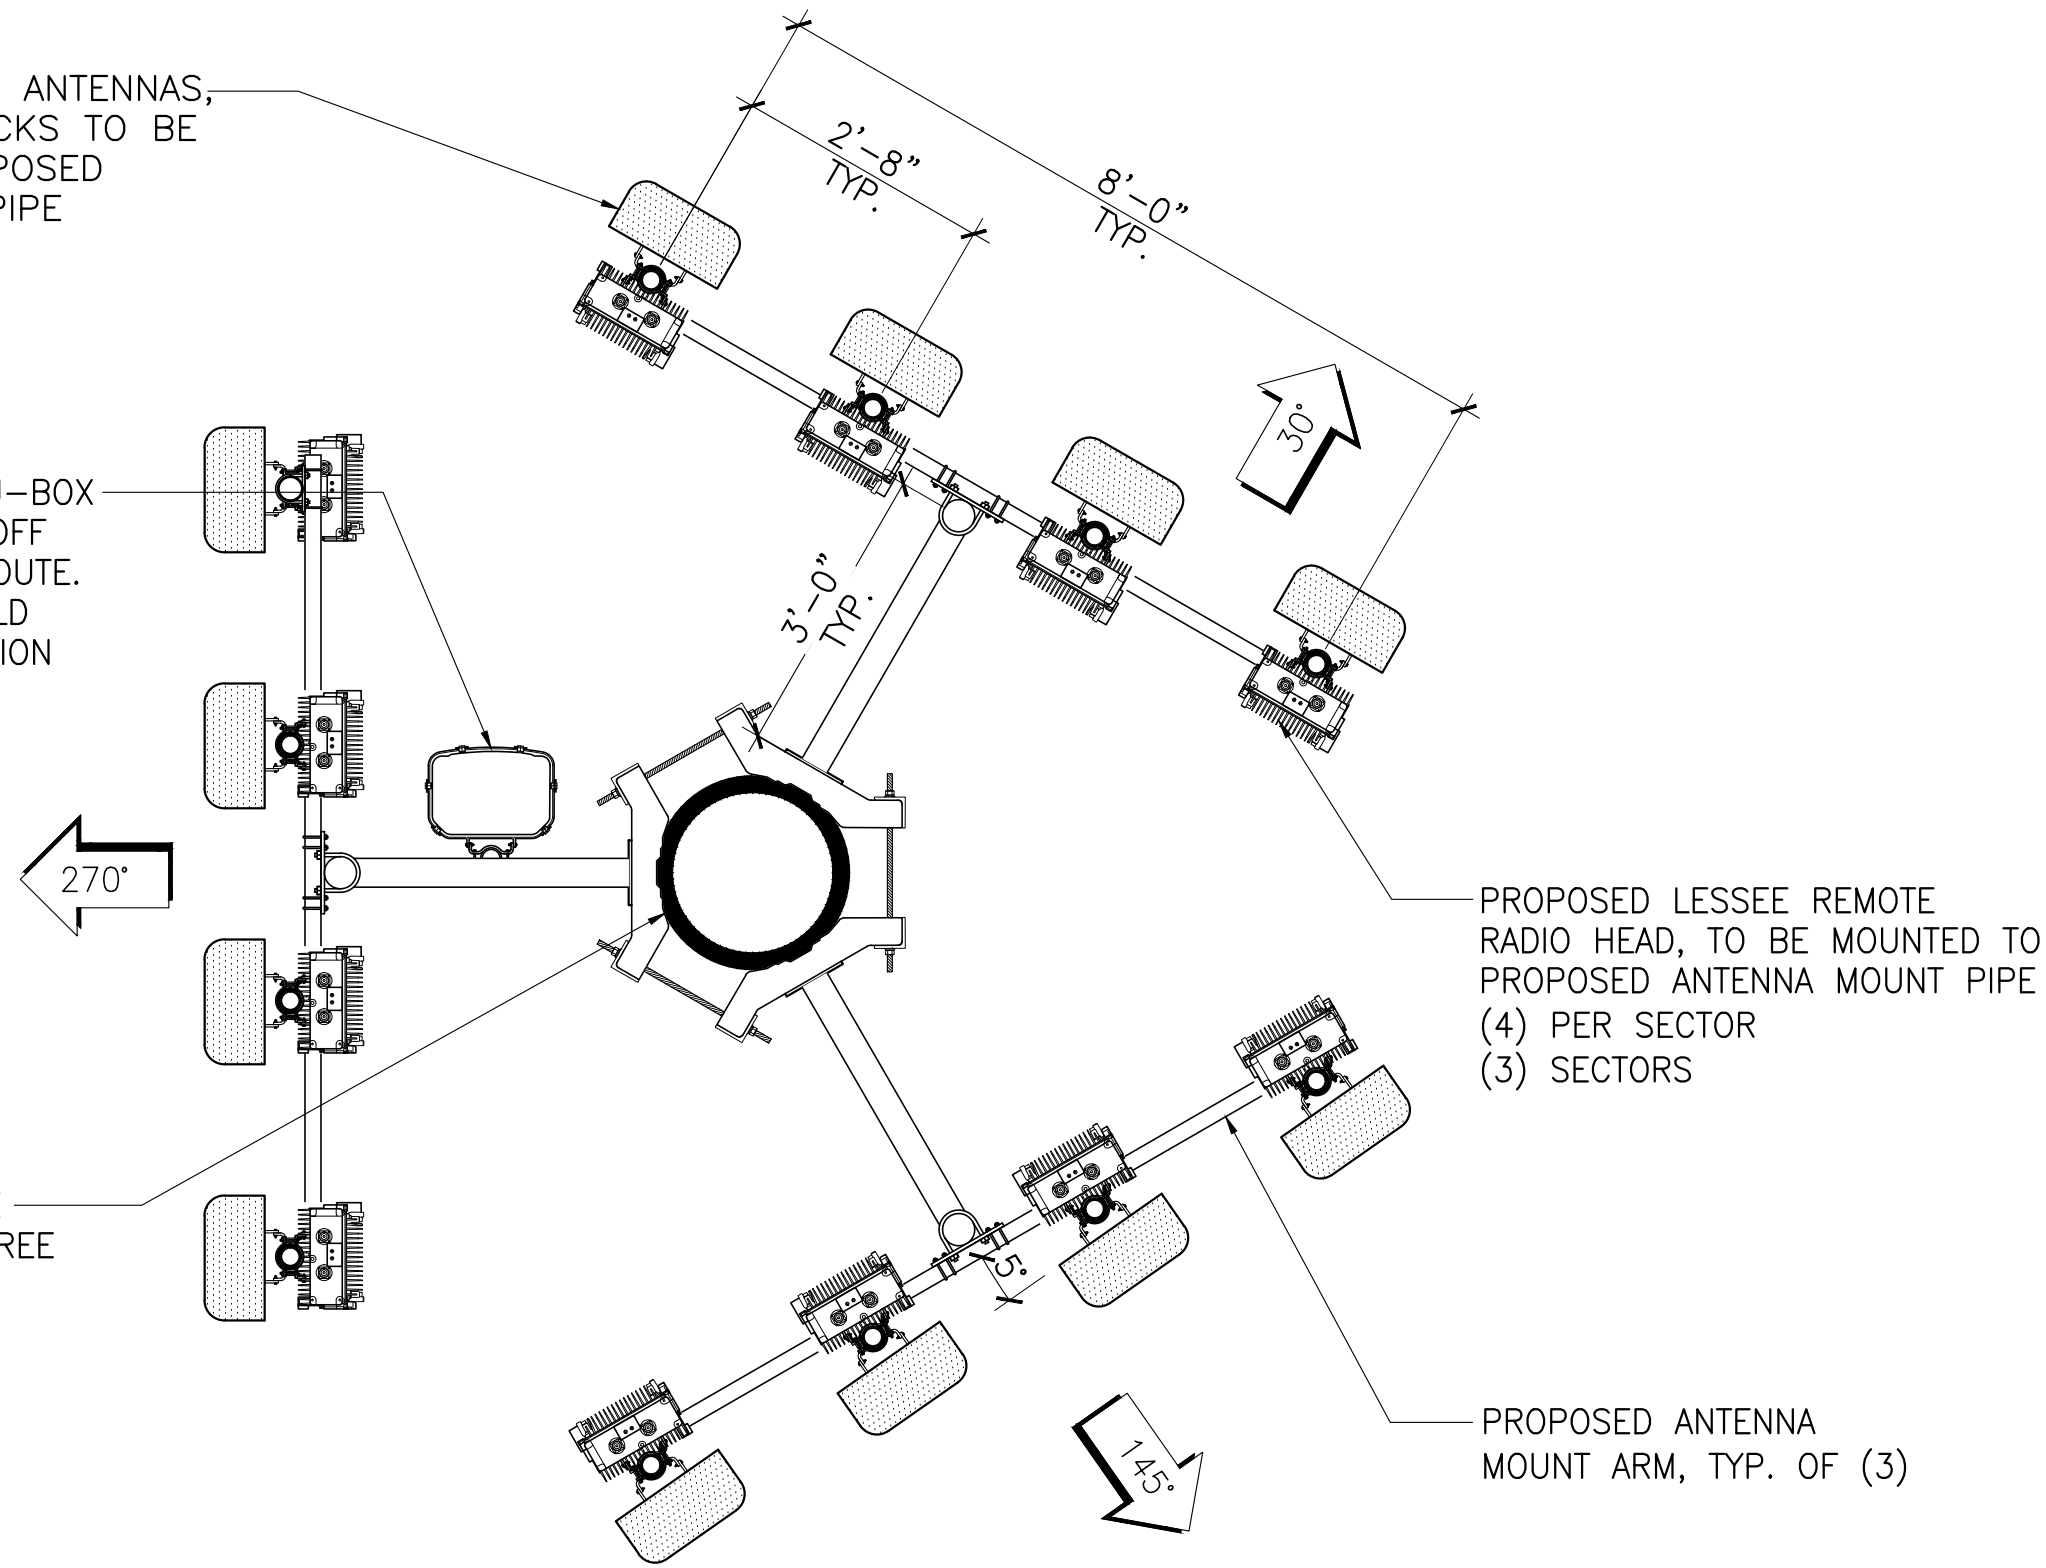 ANTENNAS,
CKS TO BE
POSED
PIPE
2'-8"
TYP.
8'-0"
TYP.
30°
-BOX
OFF
OUTE.
LD
ION
3'-0"
TYP.
270°
PROPOSED LESSEE REMOTE
RADIO HEAD, TO BE MOUNTED TO
PROPOSED ANTENNA MOUNT PIPE
(4) PER SECTOR
(3) SECTORS
REE
5°
145°
PROPOSED ANTENNA
MOUNT ARM, TYP. OF (3)